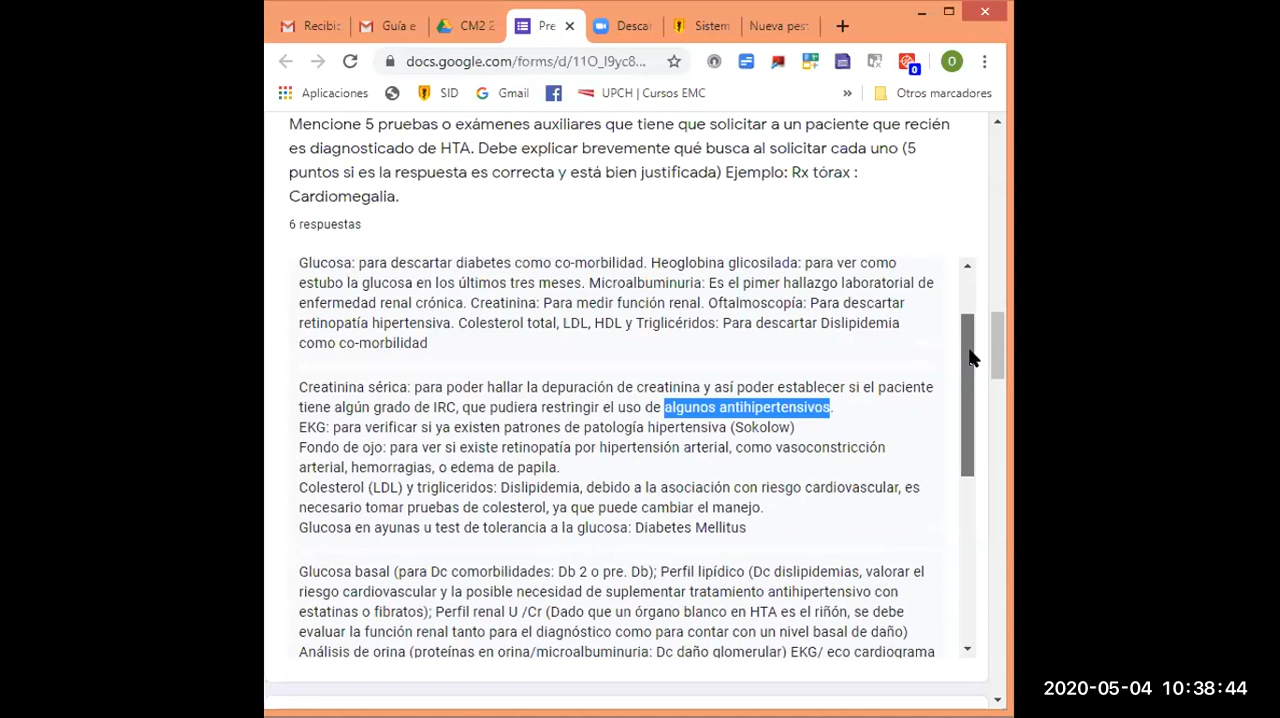 Recibic
Guía e
CM2 2
Pre
Descar
Sistem
Nueva pes
docs.google.com/forms/d/11O_l9yc8...
0
O
Aplicaciones
SID
Gmail
UPCH | Cursos EMC
»
Otros marcadores
Mencione 5 pruebas o exámenes auxiliares que tiene que solicitar a un paciente que recién
es diagnosticado de HTA. Debe explicar brevemente qué busca al solicitar cada uno (5
puntos si es la respuesta es correcta y está bien justificada) Ejemplo: Rx tórax :
Cardiomegalia.
6 respuestas
Glucosa: para descartar diabetes como co-morbilidad. Heoglobina glicosilada: para ver como
estubo la glucosa en los últimos tres meses. Microalbuminuria: Es el pimer hallazgo laboratorial de
enfermedad renal crónica. Creatinina: Para medir función renal. Oftalmoscopía: Para descartar
retinopatía hipertensiva. Colesterol total, LDL, HDL y Triglicéridos: Para descartar Dislipidemia
como co-morbilidad
Creatinina sérica: para poder hallar la depuración de creatinina y así poder establecer si el paciente
tiene algún grado de IRC, que pudiera restringir el uso de algunos antihipertensivos.
EKG: para verificar si ya existen patrones de patología hipertensiva (Sokolow)
Fondo de ojo: para ver si existe retinopatía por hipertensión arterial, como vasoconstricción
arterial, hemorragias, o edema de papila.
Colesterol (LDL) y trigliceridos: Dislipidemia, debido a la asociación con riesgo cardiovascular, es
necesario tomar pruebas de colesterol, ya que puede cambiar el manejo.
Glucosa en ayunas u test de tolerancia a la glucosa: Diabetes Mellitus
Glucosa basal (para Dc comorbilidades: Db 2 o pre. Db); Perfil lipídico (Dc dislipidemias, valorar el
riesgo cardiovascular y la posible necesidad de suplementar tratamiento antihipertensivo con
estatinas o fibratos); Perfil renal U /Cr (Dado que un órgano blanco en HTA es el riñón, se debe
evaluar la función renal tanto para el diagnóstico como para contar con un nivel basal de daño)
Análisis de orina (proteínas en orina/microalbuminuria: Dc daño glomerular) EKG/ eco cardiograma
2020-05-04 10:38:44